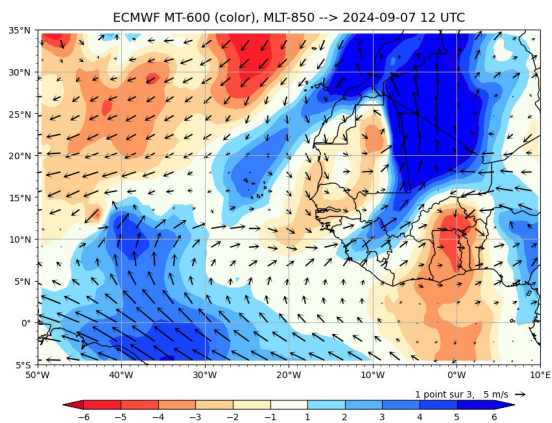 ECMWF MT-600 (color), MLT-850 --> 2024-09-07 12 UTC
35°N
30°N
25°N
20°N
15°N
10°N
5°N
0°
5°S
50°W 40°W 30°W 20°W 10°W 0°W 10°E
1 point sur 3, 5 m/s
−6 −5 −4 −3 −2 −1 1 2 3 4 5 6